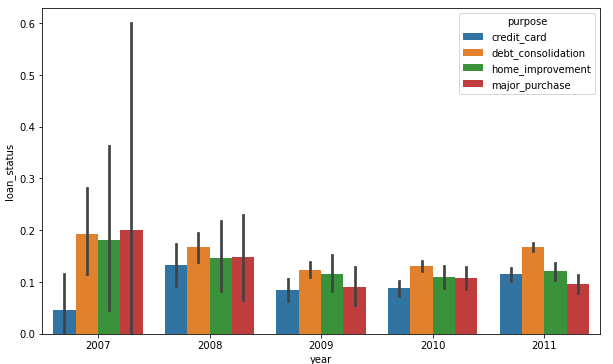 0.6
0.5
0.4
0.3
0.2
0.1
0.0
loan_status
purpose
credit_card
debt_consolidation
home_improvement
major_purchase
2007 2008 2009 2010 2011
year